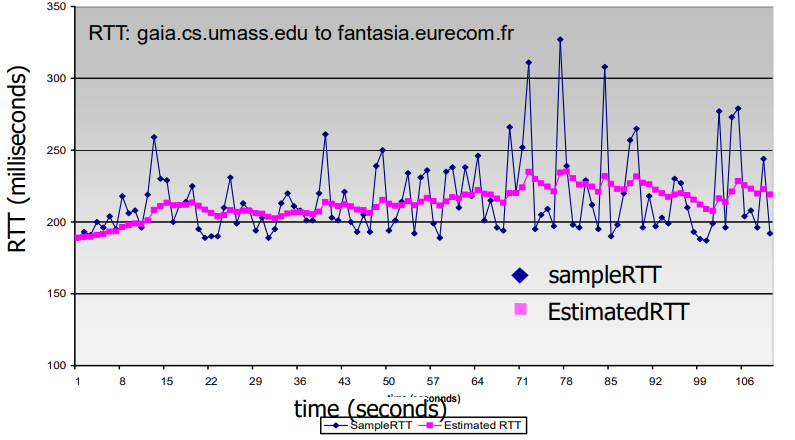 350
RTT: gaia.cs.umass.edu to fantasia.eurecom.fr
300
250
RTT (milliseconds)
200
sampleRTT
150
EstimatedRTT
100
1 8 15 22 29 36 43 50 57 64 71 78 85 92 99 106
time (seconds)
time (seconds)
SampleRTT Estimated RTT